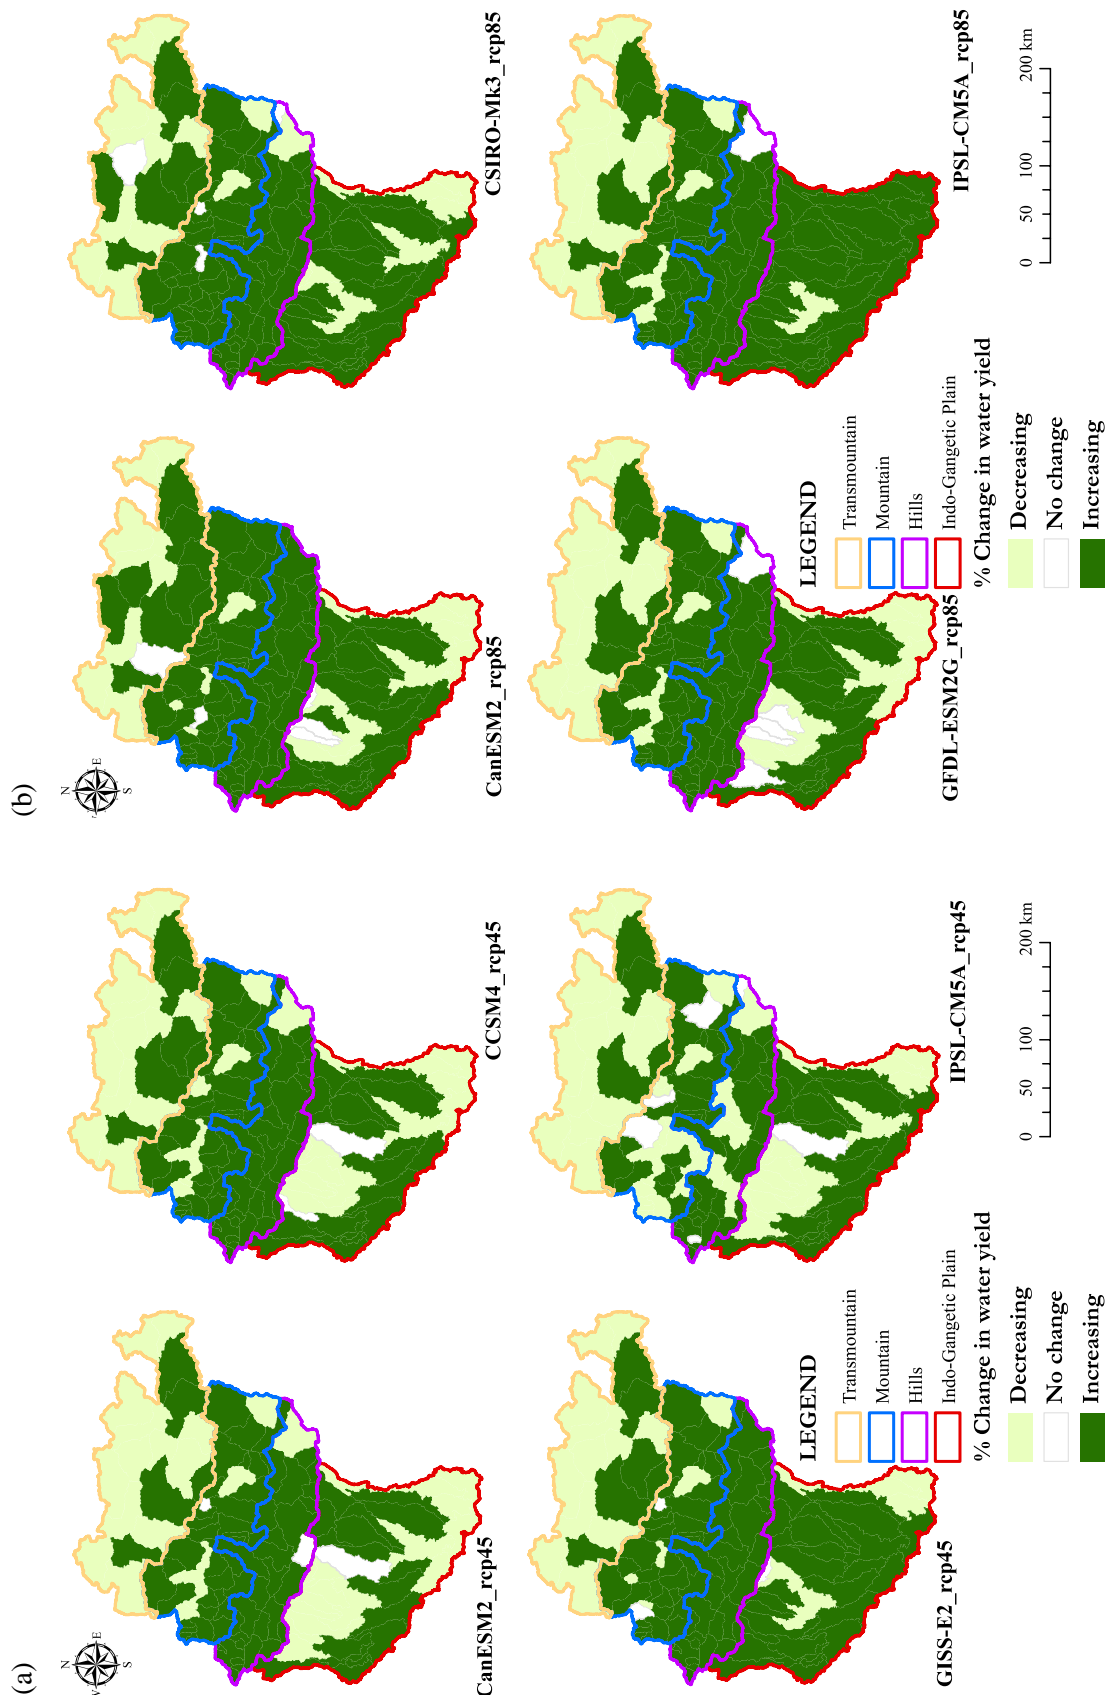 (a)
N
W
E
S
CanESM2_rcp45
CCSM4_rcp45
GISS-E2_rcp45
IPSL-CM5A_rcp45
LEGEND
Transmountain
Mountain
Hills
Indo-Gangetic Plain
% Change in water yield
Decreasing
No change
Increasing
0 50 100 200 km
(b)
N
E
S
CanESM2_rcp85
CSIRO-Mk3_rcp85
GFDL-ESM2G_rcp85
IPSL-CM5A_rcp85
LEGEND
Transmountain
Mountain
Hills
Indo-Gangetic Plain
% Change in water yield
Decreasing
No change
Increasing
0 50 100 200 km